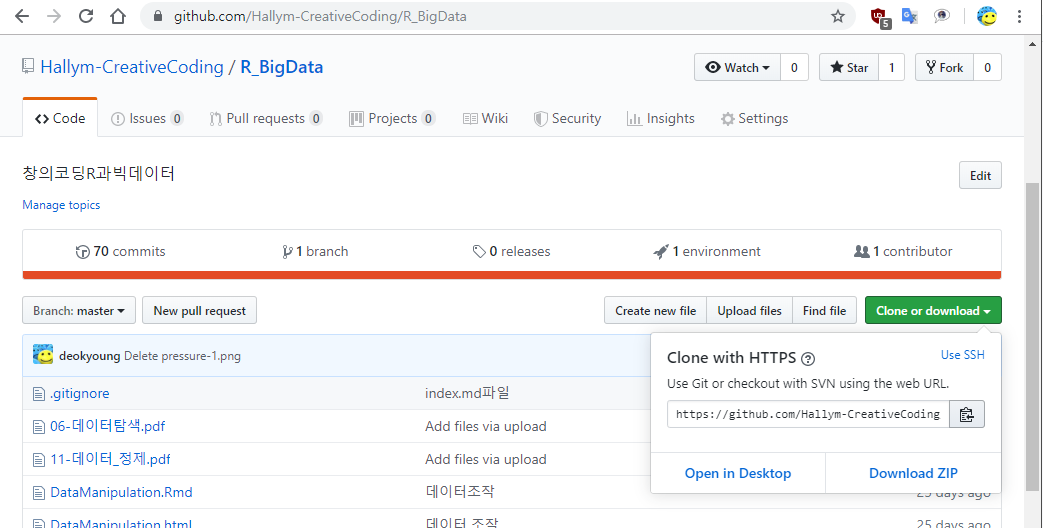 github.com/Hallym-CreativeCoding/R_BigData
5
Hallym-CreativeCoding / R_BigData
Watch 0 Star 1 Fork 0
Code Issues 0 Pull requests 0 Projects 0 Wiki Security Insights Settings
창의코딩R과빅데이터 Edit
Manage topics
70 commits 1 branch 0 releases 1 environment 1 contributor
Branch: master New pull request Create new file Upload files Find file Clone or download
deokyoung Delete pressure-1.png
Clone with HTTPS ? Use SSH
Use Git or checkout with SVN using the web URL.
https://github.com/Hallym-CreativeCoding
Open in Desktop Download ZIP
.gitignore index.md파일
06-데이터탐색.pdf Add files via upload
11-데이터_정제.pdf Add files via upload
DataManipulation.Rmd 데이터조작 25 days ago
DataManipulation.html 데이터 조작